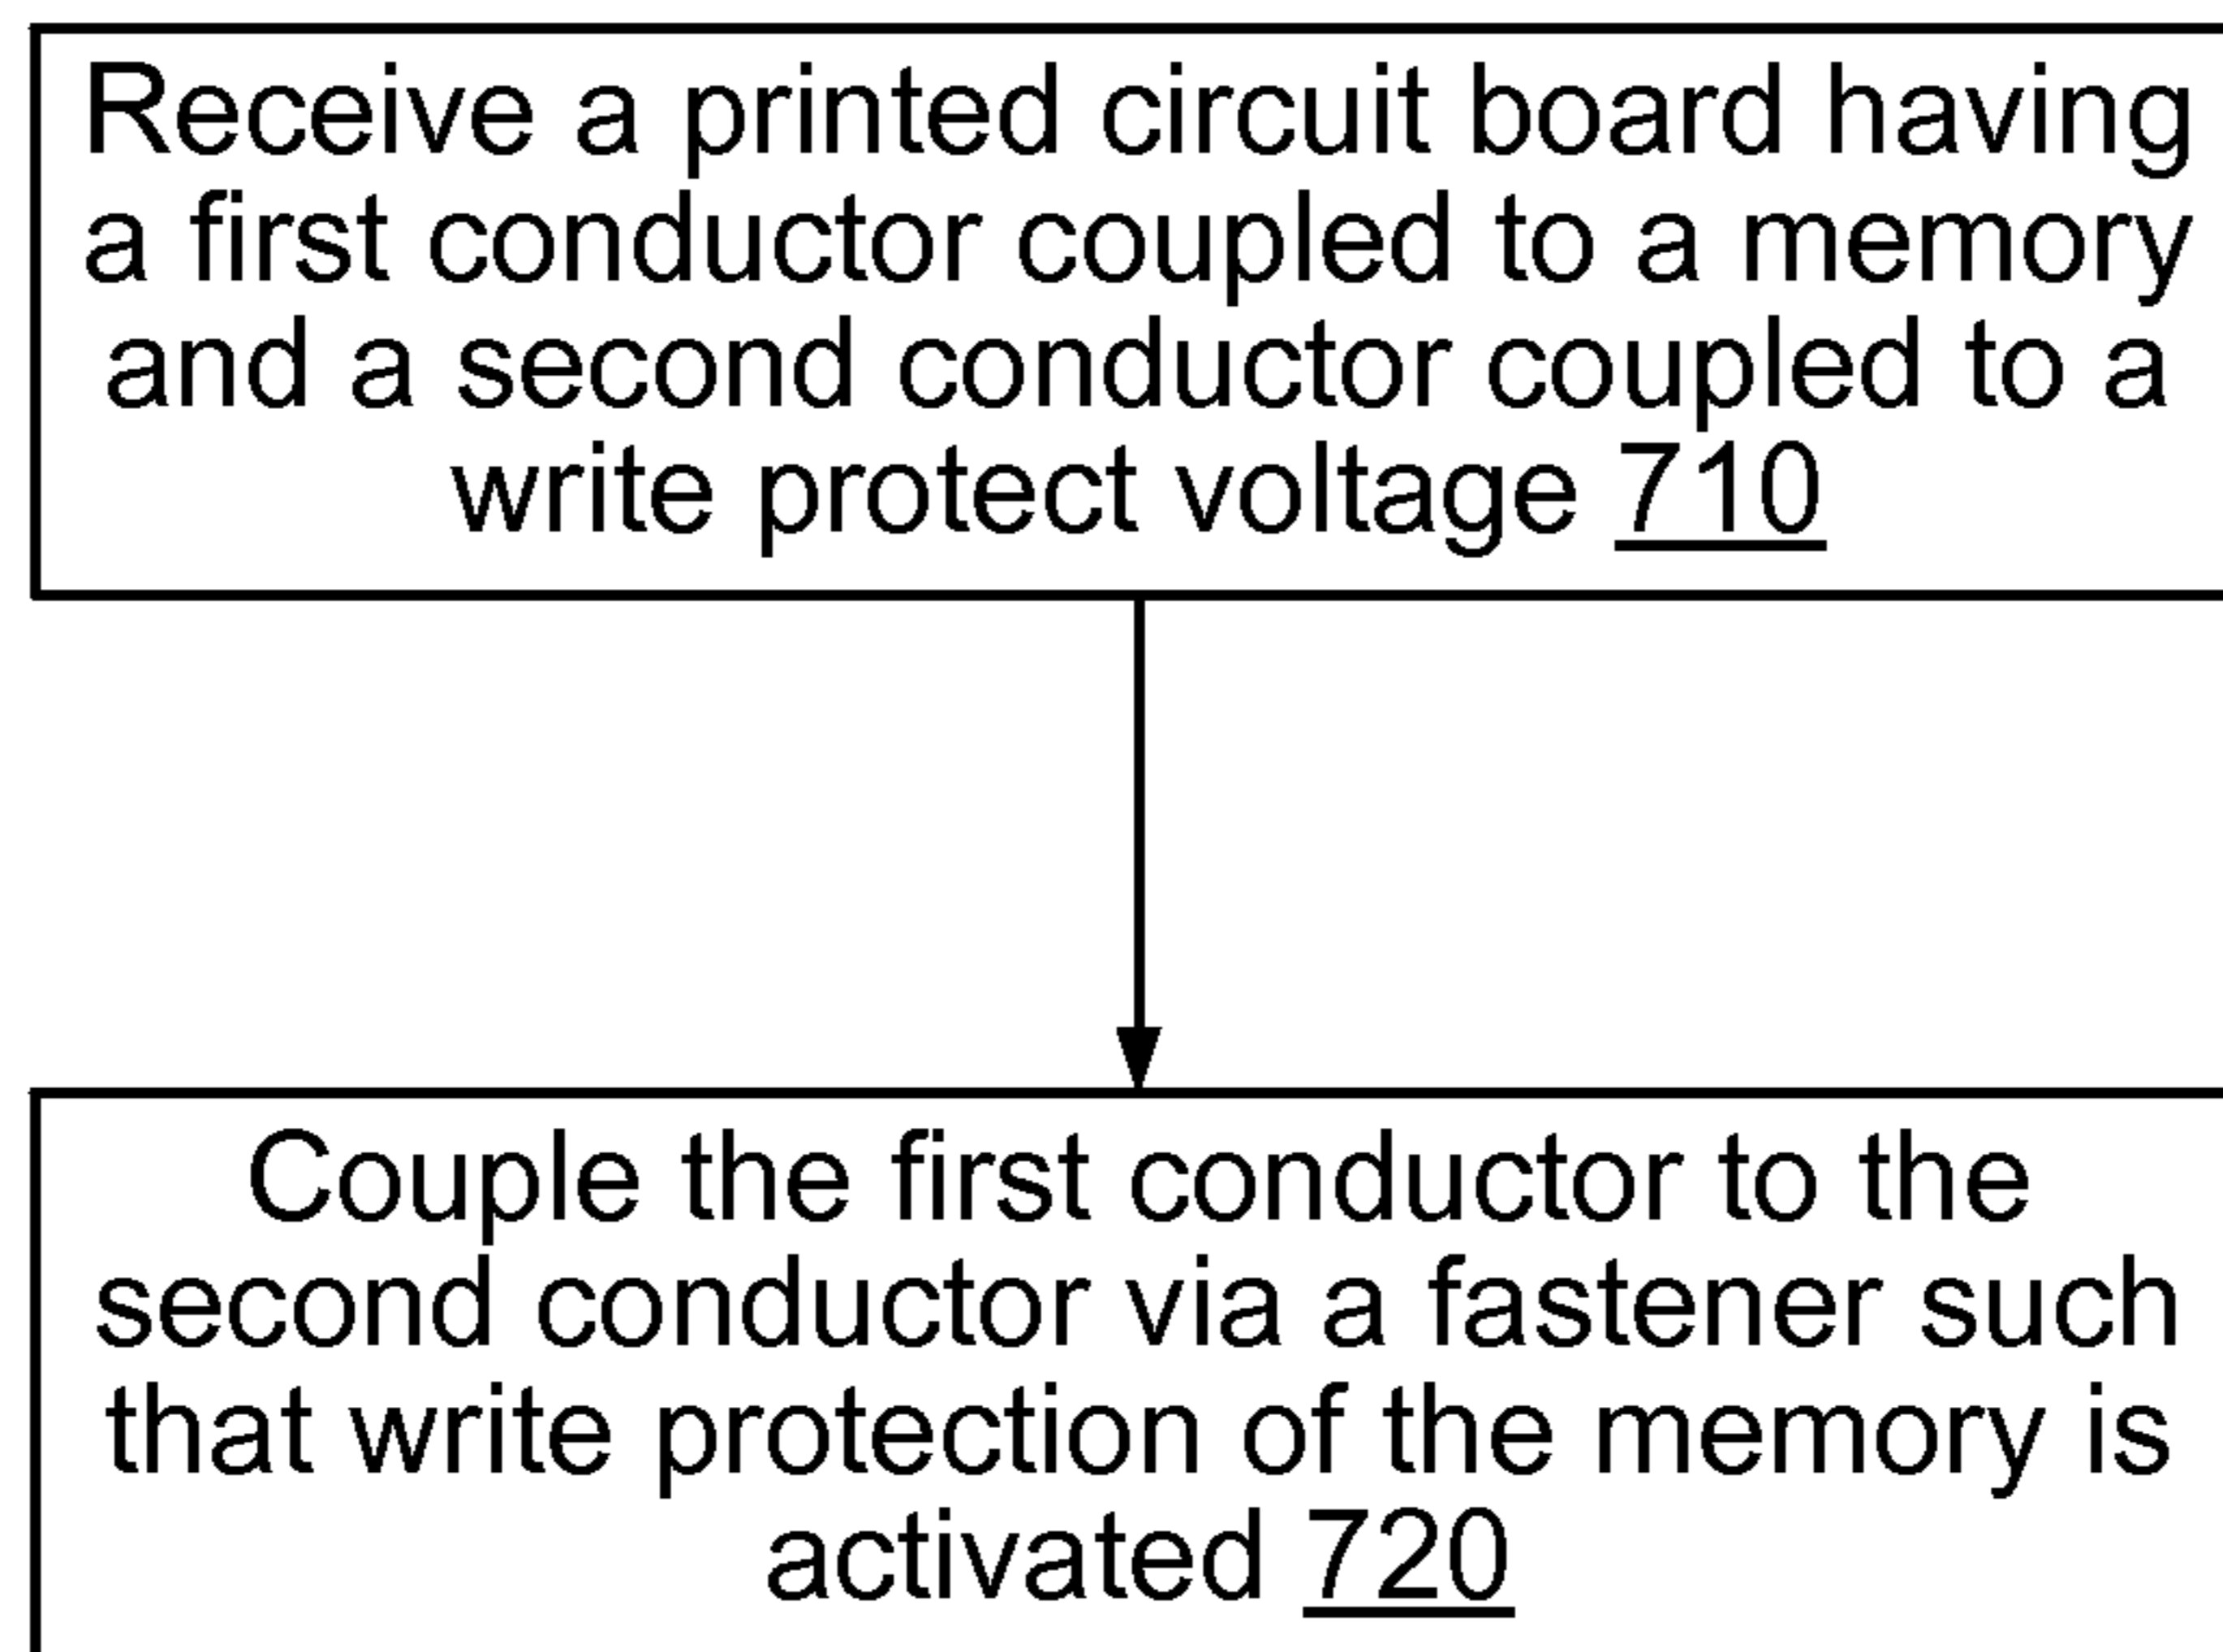 Receive a printed circuit board having
a first conductor coupled to a memory
and a second conductor coupled to a
write protect voltage 710
Couple the first conductor to the
second conductor via a fastener such
that write protection of the memory is
activated 720